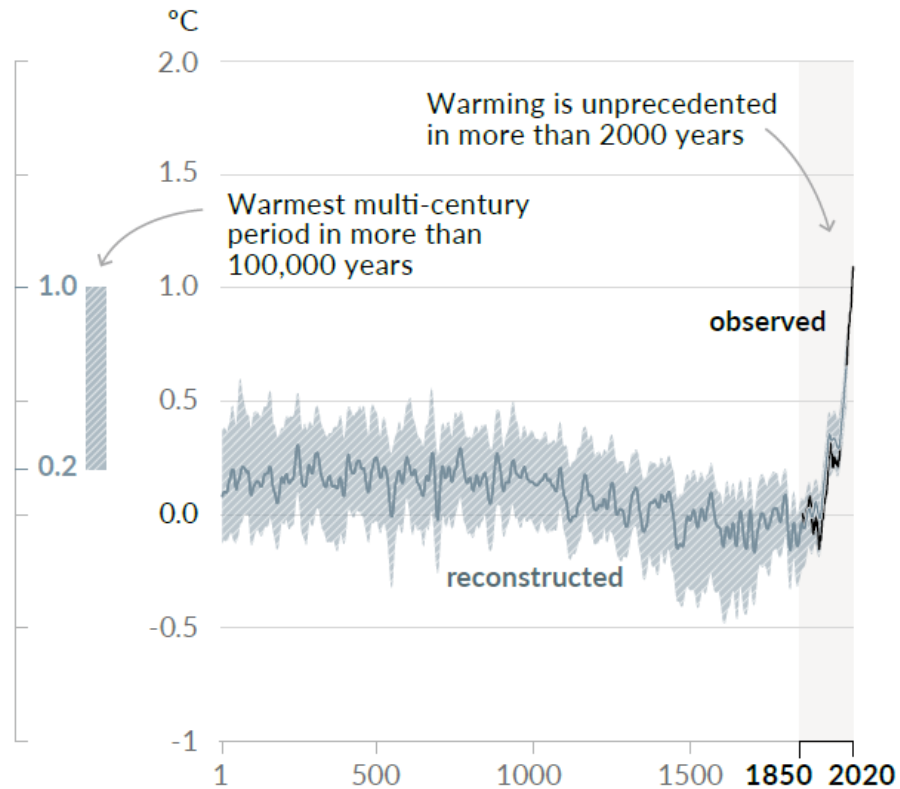 °C
2.0
Warming is unprecedented
in more than 2000 years
1.5
Warmest multi-century
period in more than
100,000 years
1.0
1.0
observed
0.5
0.2
0.0
reconstructed
-0.5
-1
1
500
1000
1500
1850
2020